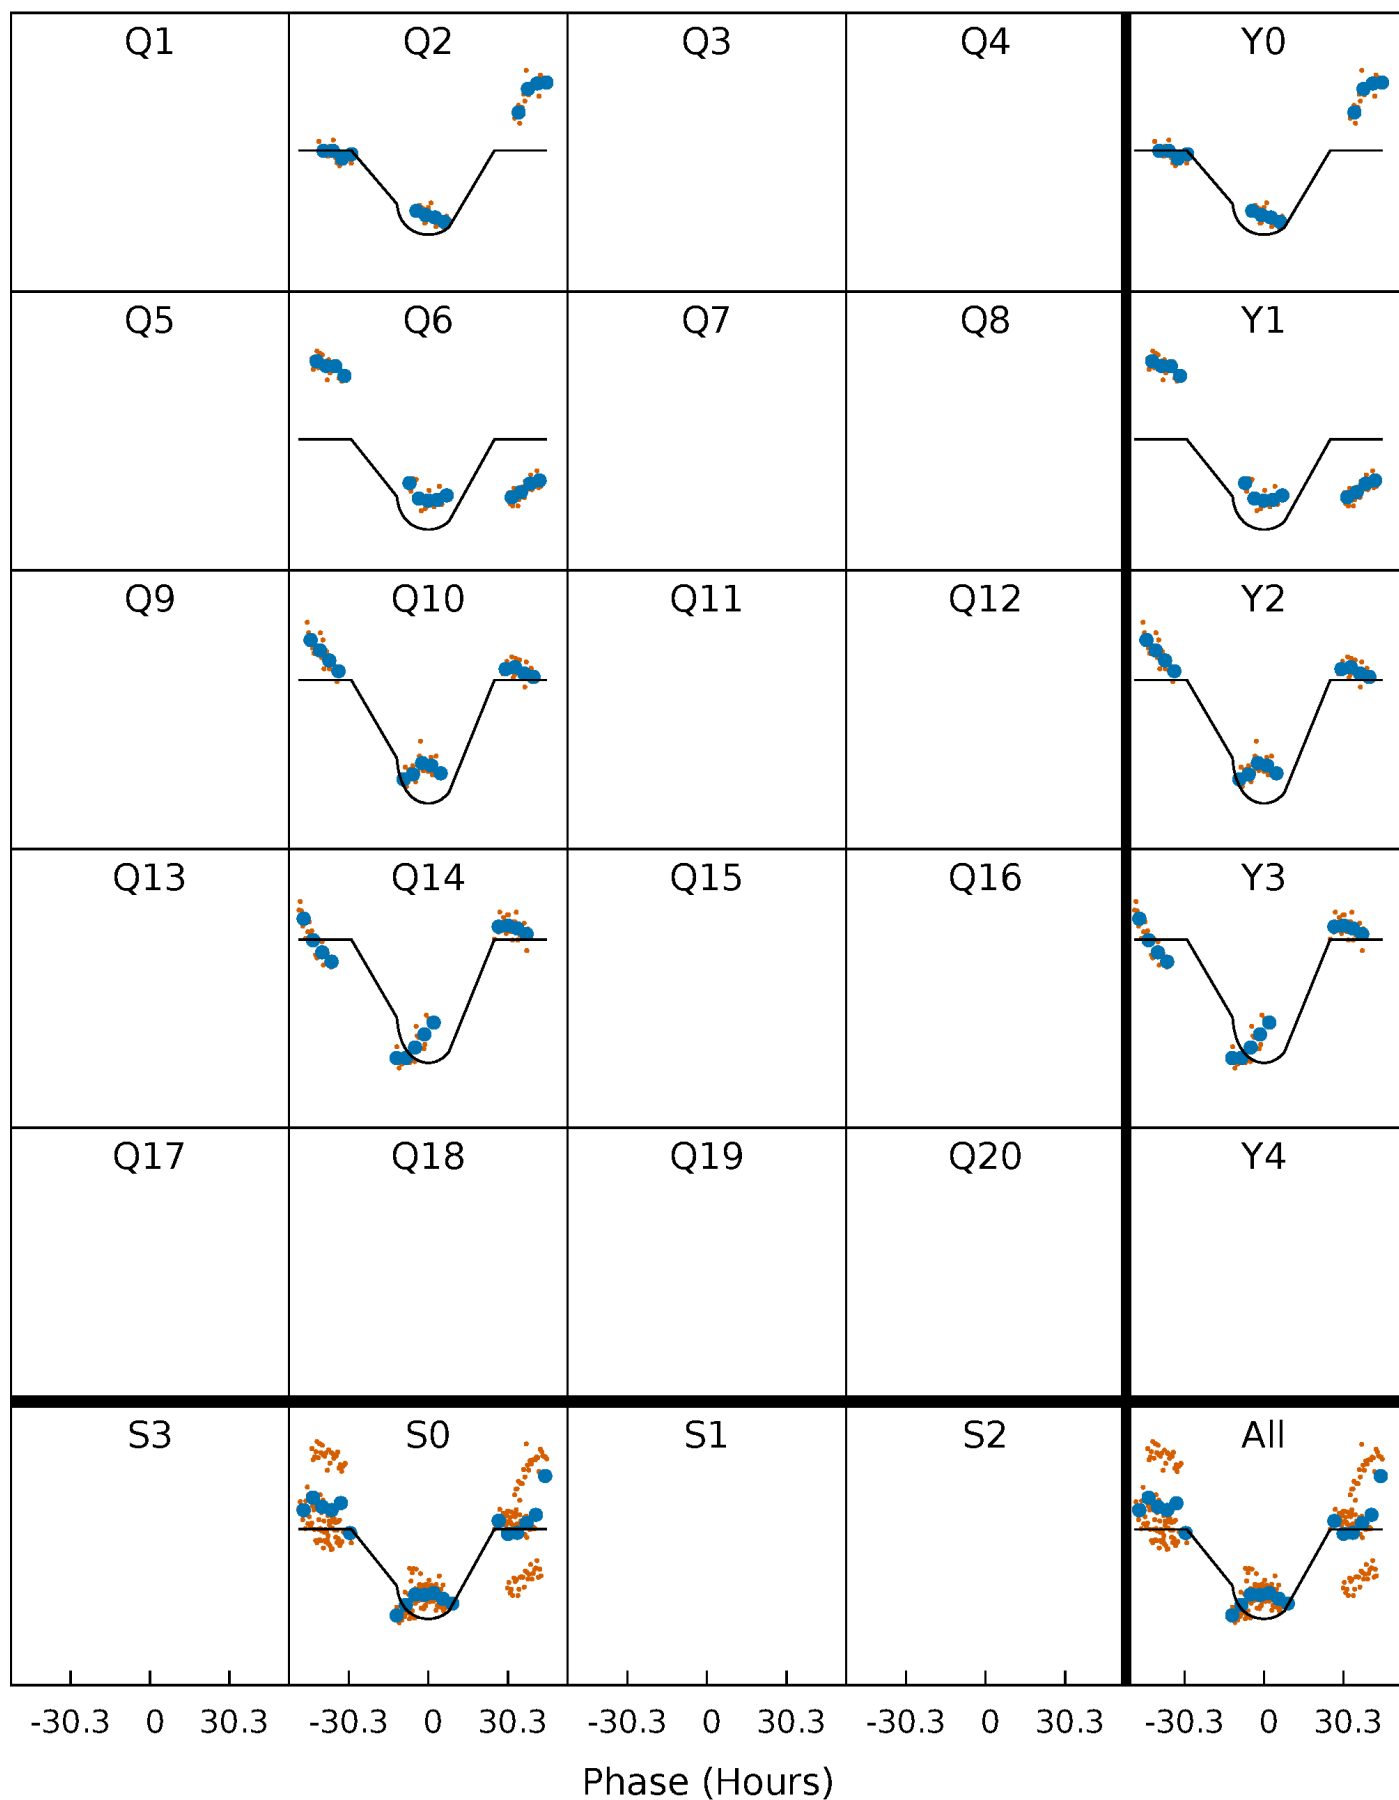 Q1 Q2 Q3 Q4 Y0
Q5 Q6 Q7 Q8 Y1
Q9 Q10 Q11 Q12 Y2
Q13 Q14 Q15 Q16 Y3
Q17 Q18 Q19 Q20 Y4
S3 S0 S1 S2 All
-30.3 0 30.3 -30.3 0 30.3 -30.3 0 30.3 -30.3 0 30.3 -30.3 0 30.3
Phase (Hours)